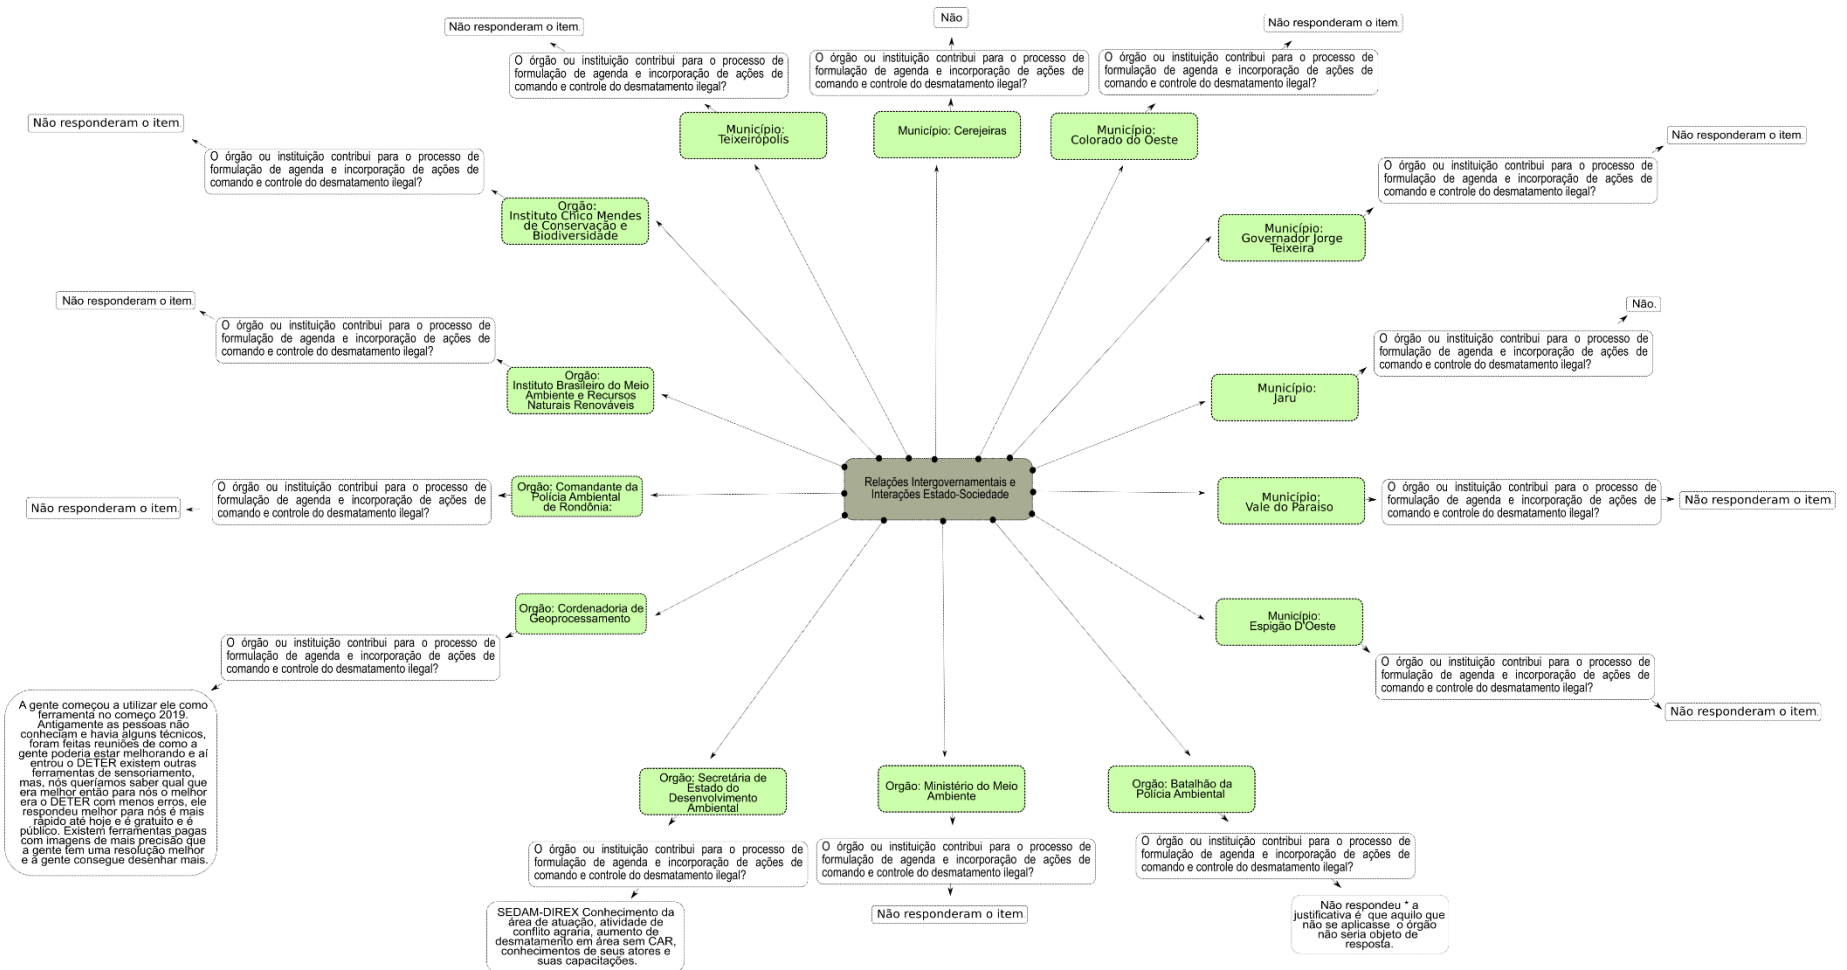 Não responderam o item.
O órgão ou instituição contribui para o processo de
formulação de agenda e incorporação de ações de
comando e controle do desmatamento ilegal?
Município:
Teixeirópolis
Não
O órgão ou instituição contribui para o processo de
formulação de agenda e incorporação de ações de
comando e controle do desmatamento ilegal?
Município: Cerejeiras
Não responderam o item.
O órgão ou instituição contribui para o processo de
formulação de agenda e incorporação de ações de
comando e controle do desmatamento ilegal?
Município:
Colorado do Oeste
Não responderam o item.
O órgão ou instituição contribui para o processo de
formulação de agenda e incorporação de ações de
comando e controle do desmatamento ilegal?
Orgão:
Instituto Chico Mendes
de Conservação e
Biodiversidade
Não responderam o item.
O órgão ou instituição contribui para o processo de
formulação de agenda e incorporação de ações de
comando e controle do desmatamento ilegal?
Município:
Governador Jorge
Teixeira
Não responderam o item.
O órgão ou instituição contribui para o processo de
formulação de agenda e incorporação de ações de
comando e controle do desmatamento ilegal?
Orgão:
Instituto Brasileiro do Meio
Ambiente e Recursos
Naturais Renováveis
Não.
O órgão ou instituição contribui para o processo de
formulação de agenda e incorporação de ações de
comando e controle do desmatamento ilegal?
Município:
Jaru
Relações Intergovernamentais e
Interações Estado-Sociedade
Não responderam o item.
O órgão ou instituição contribui para o processo de
formulação de agenda e incorporação de ações de
comando e controle do desmatamento ilegal?
Orgão: Comandante da
Polícia Ambiental
de Rondônia:
Município:
Vale do Paraiso
O órgão ou instituição contribui para o processo de
formulação de agenda e incorporação de ações de
comando e controle do desmatamento ilegal?
Não responderam o item.
Orgão: Cordenadoria de
Geoprocessamento
O órgão ou instituição contribui para o processo de
formulação de agenda e incorporação de ações de
comando e controle do desmatamento ilegal?
A gente começou a utilizar ele como
ferramenta no começo 2019.
Antigamente as pessoas não
conheciam e havia alguns técnicos,
foram feitas reuniões de como a
gente poderia estar melhorando e aí
entrou o DETER existem outras
ferramentas de sensoriamento,
mas, nós queríamos saber qual que
era melhor então para nós o melhor
era o DETER com menos erros, ele
respondeu melhor para nós é mais
rápido até hoje e é gratuito e é
público. Existem ferramentas pagas
com imagens de mais precisão que
a gente tem uma resolução melhor
e a gente consegue desenhar mais.
Município:
Espigão D'Oeste
O órgão ou instituição contribui para o processo de
formulação de agenda e incorporação de ações de
comando e controle do desmatamento ilegal?
Não responderam o item.
Orgão: Secretária de
Estado do
Desenvolvimento
Ambiental
O órgão ou instituição contribui para o processo de
formulação de agenda e incorporação de ações de
comando e controle do desmatamento ilegal?
SEDAM-DIREX Conhecimento da
área de atuação, atividade de
conflito agraria, aumento de
desmatamento em área sem CAR,
conhecimentos de seus atores e
suas capacitações.
Orgão: Ministério do Meio
Ambiente
O órgão ou instituição contribui para o processo de
formulação de agenda e incorporação de ações de
comando e controle do desmatamento ilegal?
Não responderam o item.
Orgão: Batalhão da
Polícia Ambiental
O órgão ou instituição contribui para o processo de
formulação de agenda e incorporação de ações de
comando e controle do desmatamento ilegal?
Não respondeu * a
justificativa é que aquilo que
não se aplicasse o órgão
não seria objeto de
resposta.